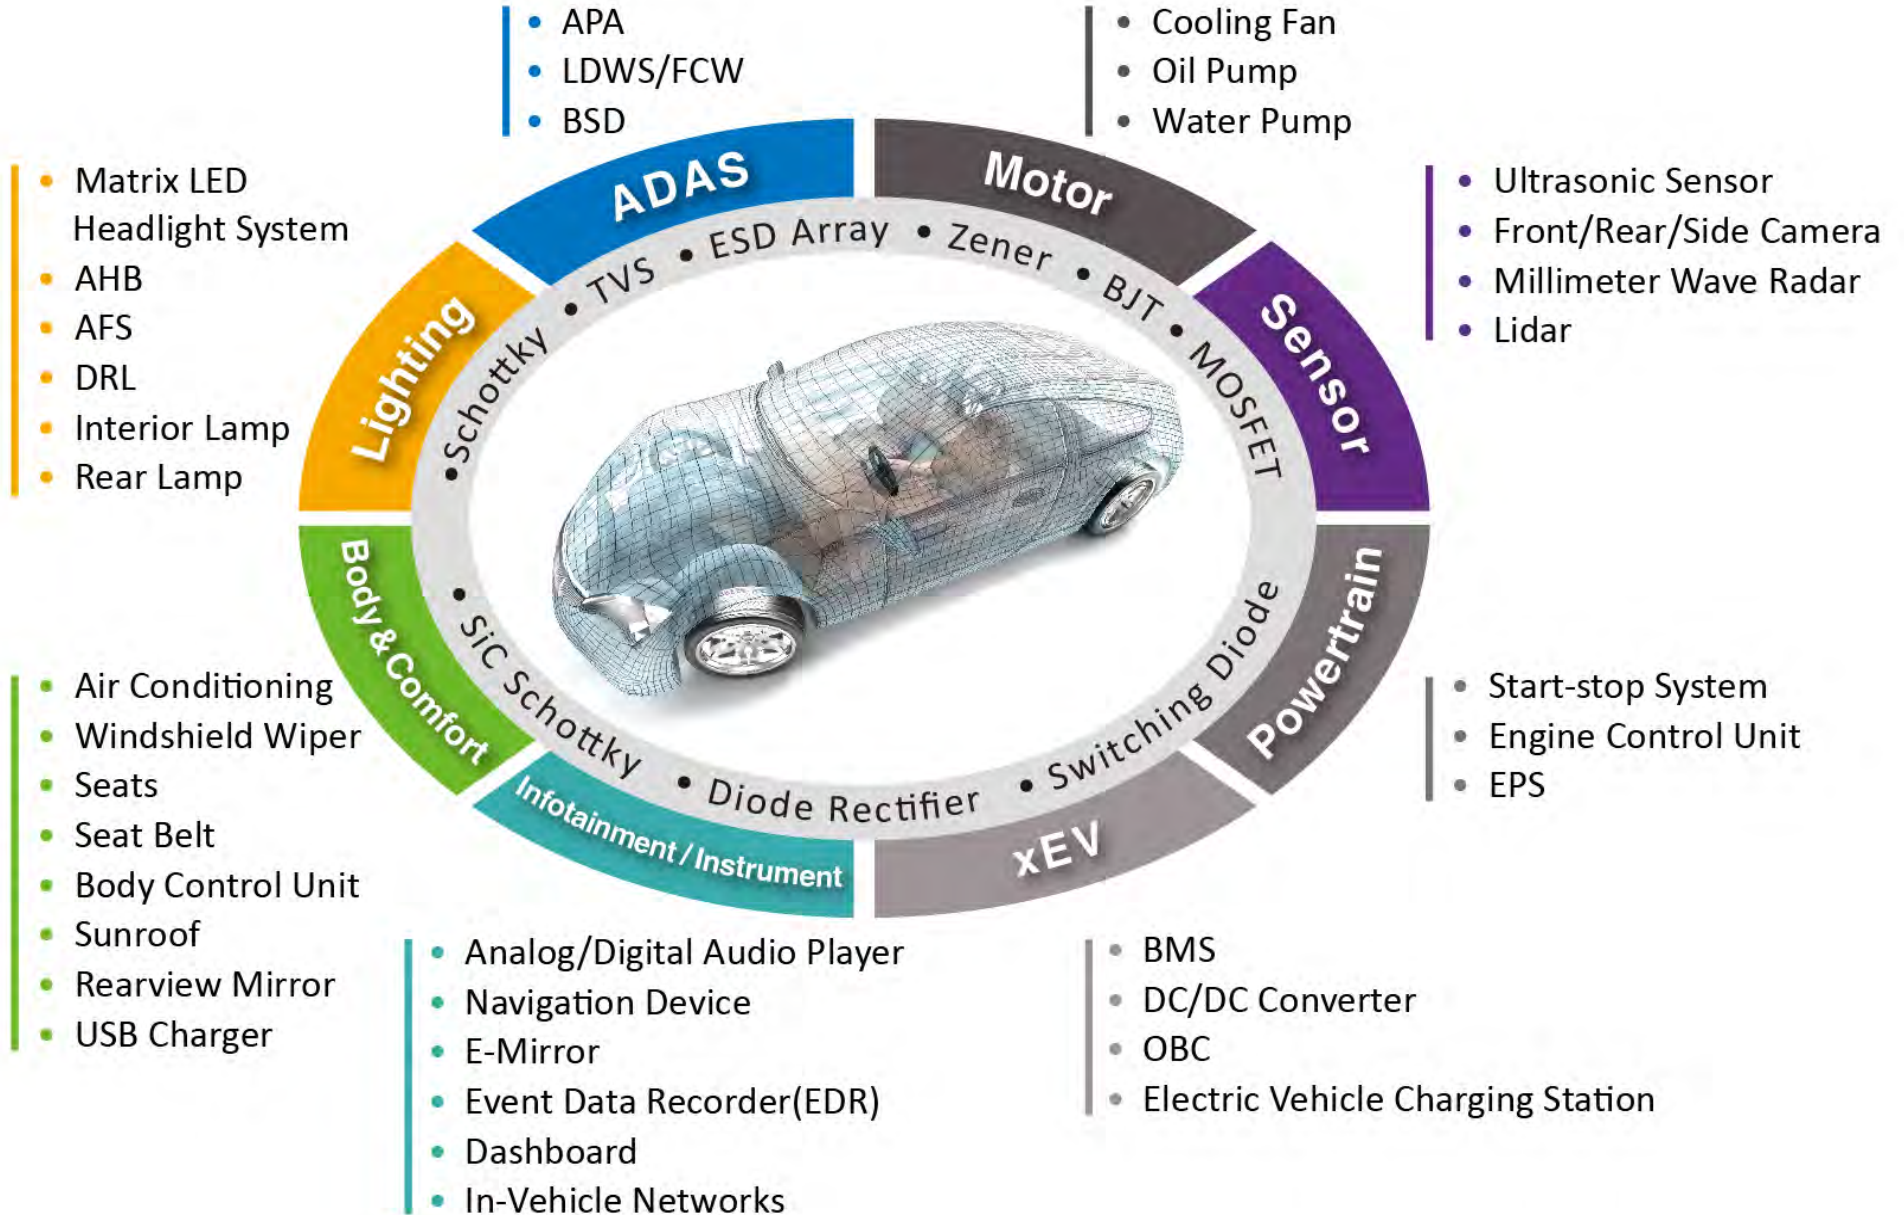 APA
LDWS/FCW
BSD
Cooling Fan
Oil Pump
Water Pump
Matrix LED
Headlight System
AHB
AFS
DRL
Interior Lamp
Rear Lamp
Ultrasonic Sensor
Front/Rear/Side Camera
Millimeter Wave Radar
Lidar
ADAS
Motor
Sensor
Powertrain
xEV
Infotainment / Instrument
Body & Comfort
Lighting
• Schottky
• TVS
• ESD Array
• Zener
• BJT
• MOSFET
• SiC Schottky
• Diode Rectifier
• Switching Diode
Air Conditioning
Windshield Wiper
Seats
Seat Belt
Body Control Unit
Sunroof
Rearview Mirror
USB Charger
Start-stop System
Engine Control Unit
EPS
Analog/Digital Audio Player
Navigation Device
E-Mirror
Event Data Recorder(EDR)
Dashboard
In-Vehicle Networks
BMS
DC/DC Converter
OBC
Electric Vehicle Charging Station